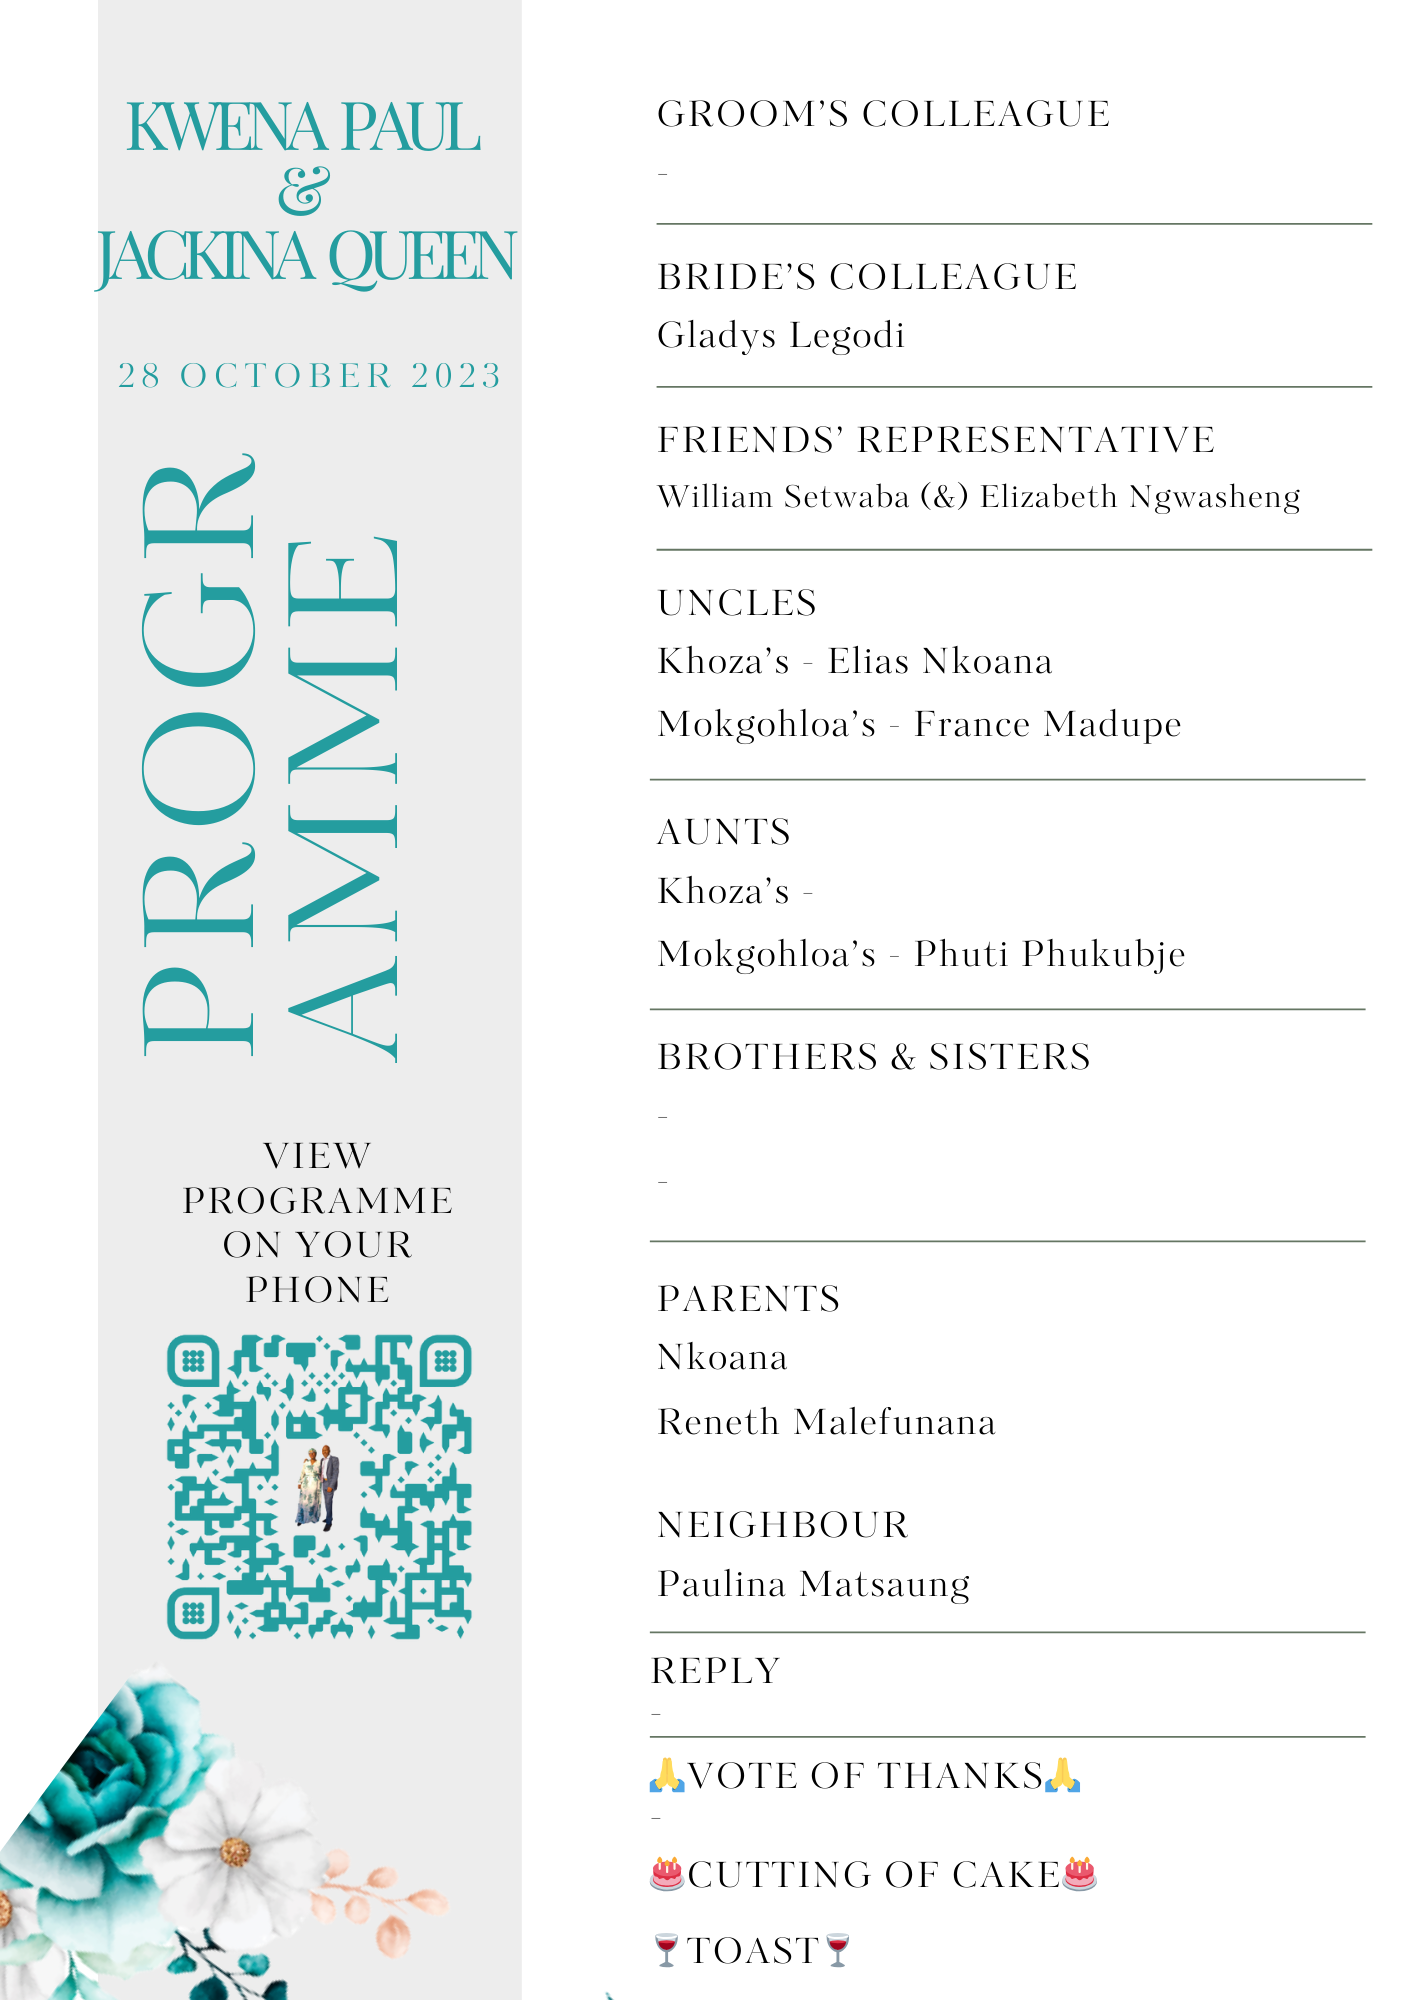 KWENA PAUL
&
JACKINA QUEEN
28 OCTOBER 2023
PROGR
AMME
VIEW
PROGRAMME
ON YOUR
PHONE
GROOM’S COLLEAGUE
-
BRIDE’S COLLEAGUE
Gladys Legodi
FRIENDS’ REPRESENTATIVE
William Setwaba (&) Elizabeth Ngwasheng
UNCLES
Khoza’s - Elias Nkoana
Mokgohloa’s - France Madupe
AUNTS
Khoza’s -
Mokgohloa’s - Phuti Phukubje
BROTHERS & SISTERS
-
-
PARENTS
Nkoana
Reneth Malefunana
NEIGHBOUR
Paulina Matsaung
REPLY
-
🙏VOTE OF THANKS🙏
-
🎂CUTTING OF CAKE🎂
🍷TOAST🍷